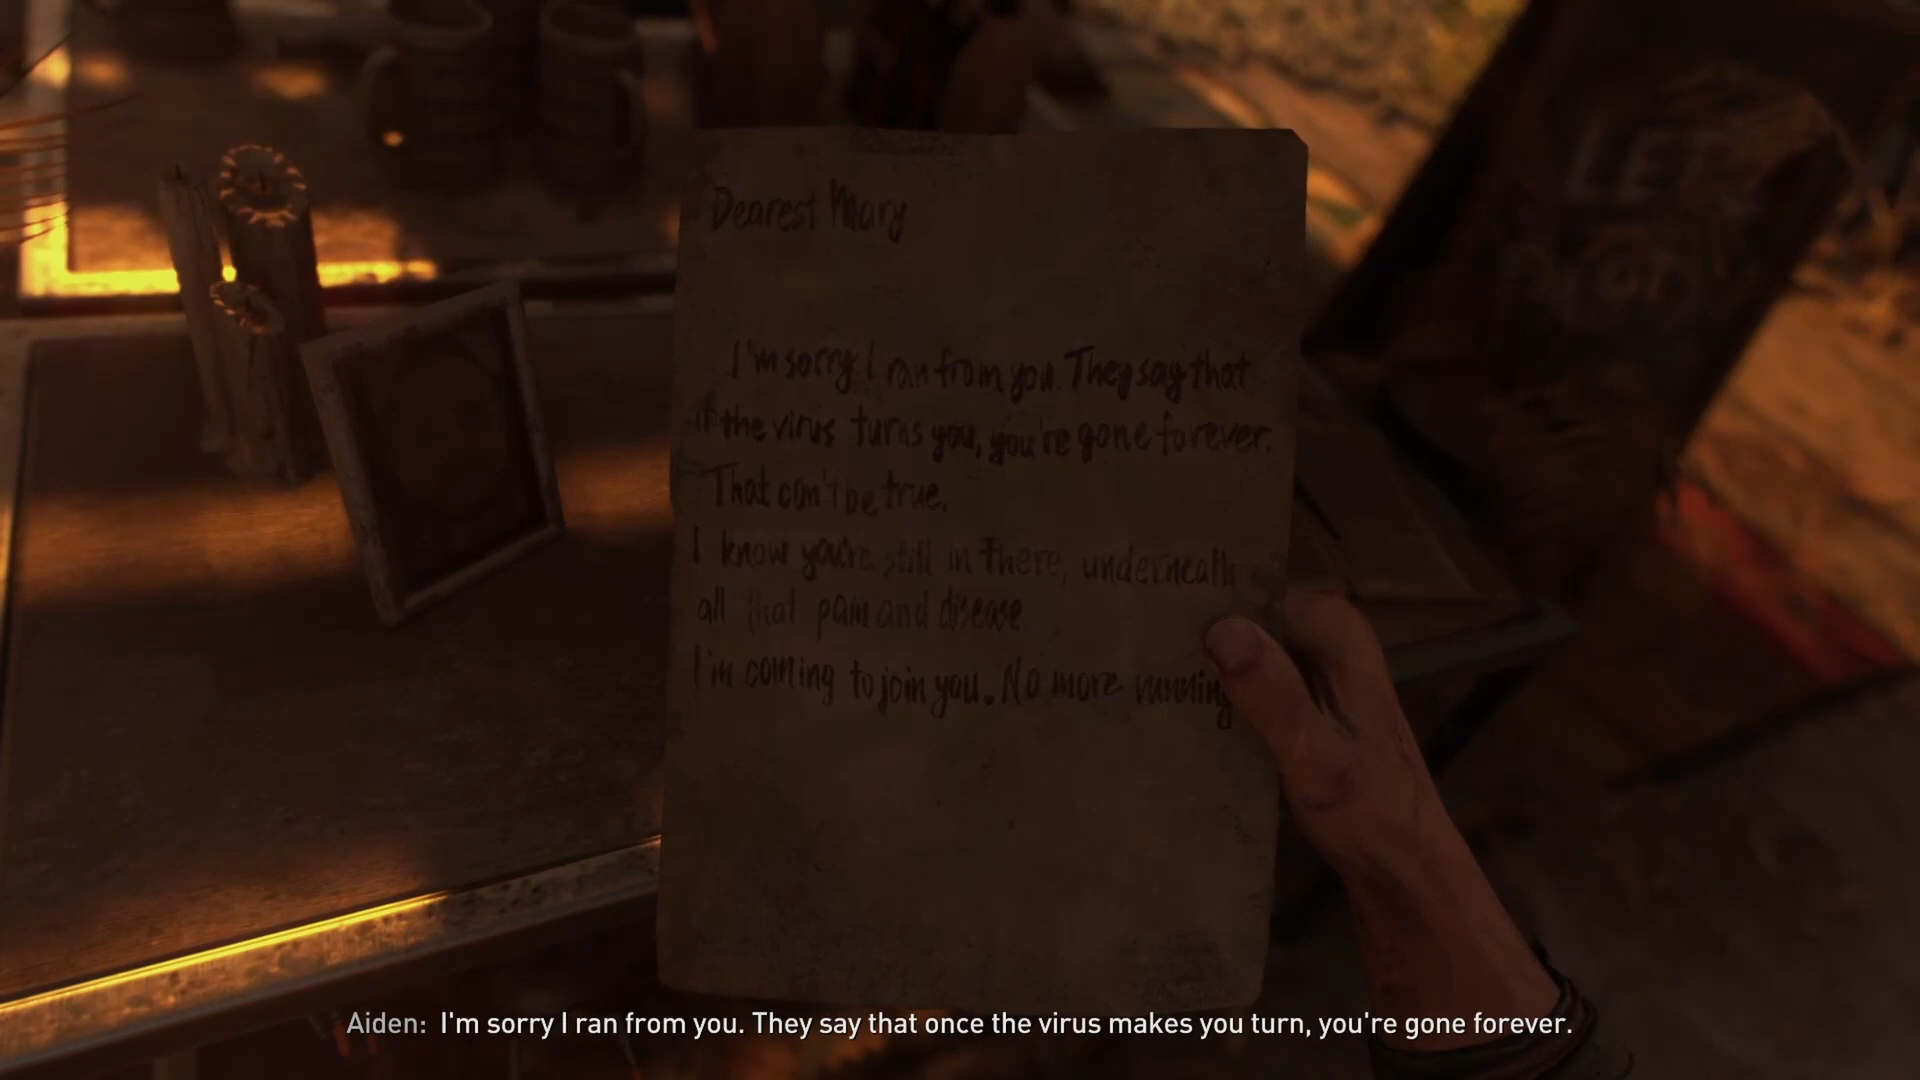 LET
Dearest Mary
I'm sorry I ran from you. They say that
if the virus turns you, you're gone forever.
That can't be true.
I know you're still in there, underneath
all that pain and disease.
I'm coming to join you. No more running
Aiden: I'm sorry I ran from you. They say that once the virus makes you turn, you're gone forever.